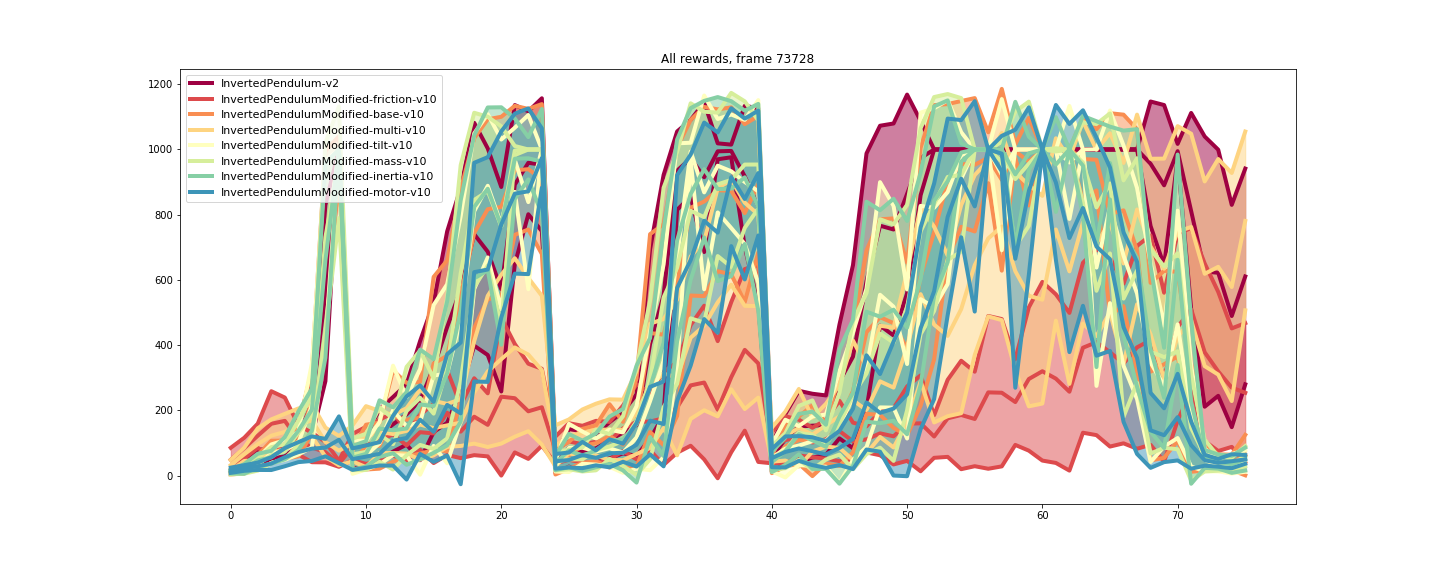 All rewards, frame 73728
InvertedPendulum-v2
InvertedPendulumModified-friction-v10
InvertedPendulumModified-base-v10
InvertedPendulumModified-multi-v10
InvertedPendulumModified-tilt-v10
InvertedPendulumModified-mass-v10
InvertedPendulumModified-inertia-v10
InvertedPendulumModified-motor-v10
1200
1000
800
600
400
200
0
0 10 20 30 40 50 60 70